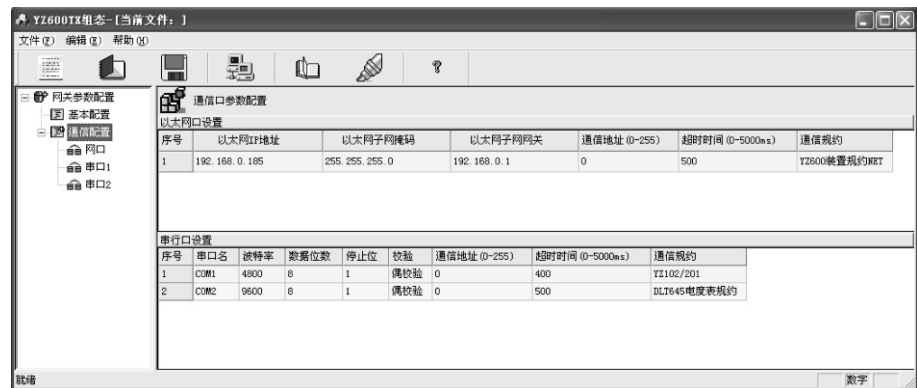 YZ600TX组态-[当前文件：]
文件(F) 编辑(E) 帮助(H)
网关参数配置
基本配置
通信配置
网口
串口1
串口2
通信口参数配置
以太网口设置
序号 以太网IP地址 以太网子网掩码 以太网子网网关 通信地址(0-255) 超时时间(0-5000ms) 通信规约
1 192.168.0.185 255.255.255.0 192.168.0.1 0 500 YZ600装置规约NET
串行口设置
序号 串口名 波特率 数据位数 停止位 校验 通信地址(0-255) 超时时间(0-5000ms) 通信规约
1 COM1 4800 8 1 偶校验 0 400 YZ102/201
2 COM2 9600 8 1 偶校验 0 500 DLT645电度表规约
就绪 数字